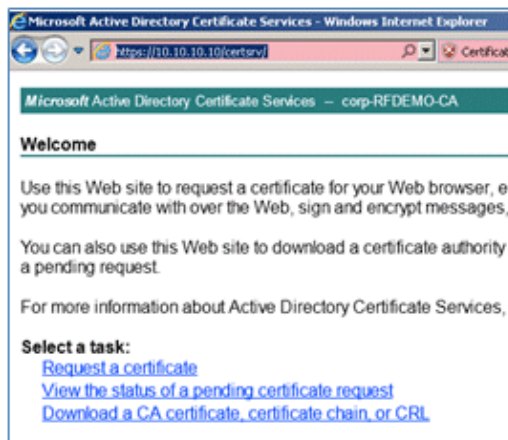 Microsoft Active Directory Certificate Services - Windows Internet Explorer
https://10.10.10.10/certsrv/
Certificat
Microsoft Active Directory Certificate Services -- corp-RFDEMO-CA
Welcome
Use this Web site to request a certificate for your Web browser, e
you communicate with over the Web, sign and encrypt messages,
You can also use this Web site to download a certificate authority
a pending request.
For more information about Active Directory Certificate Services,
Select a task:
Request a certificate
View the status of a pending certificate request
Download a CA certificate, certificate chain, or CRL